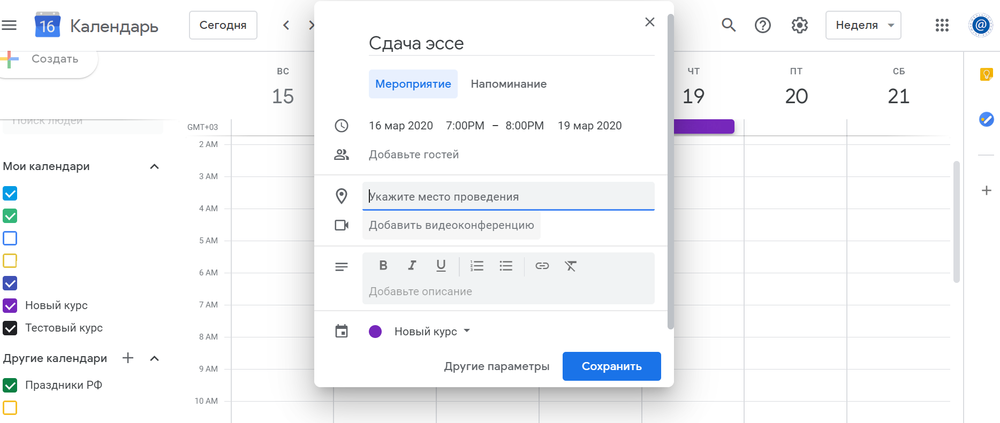 16 Календарь Сегодня Неделя @
Создать
Поиск людей
ВС ЧТ ПТ СБ
15 19 20 21
GMT+03
2 AM
3 AM
4 AM
5 AM
6 AM
7 AM
8 AM
9 AM
10 AM
Мои календари
Новый курс
Тестовый курс
Другие календари
Праздники РФ
Сдача эссе
Мероприятие Напоминание
16 мар 2020 7:00PM – 8:00PM 19 мар 2020
Добавьте гостей
Укажите место проведения
Добавить видеоконференцию
B I U
Добавьте описание
Новый курс
Другие параметры Сохранить